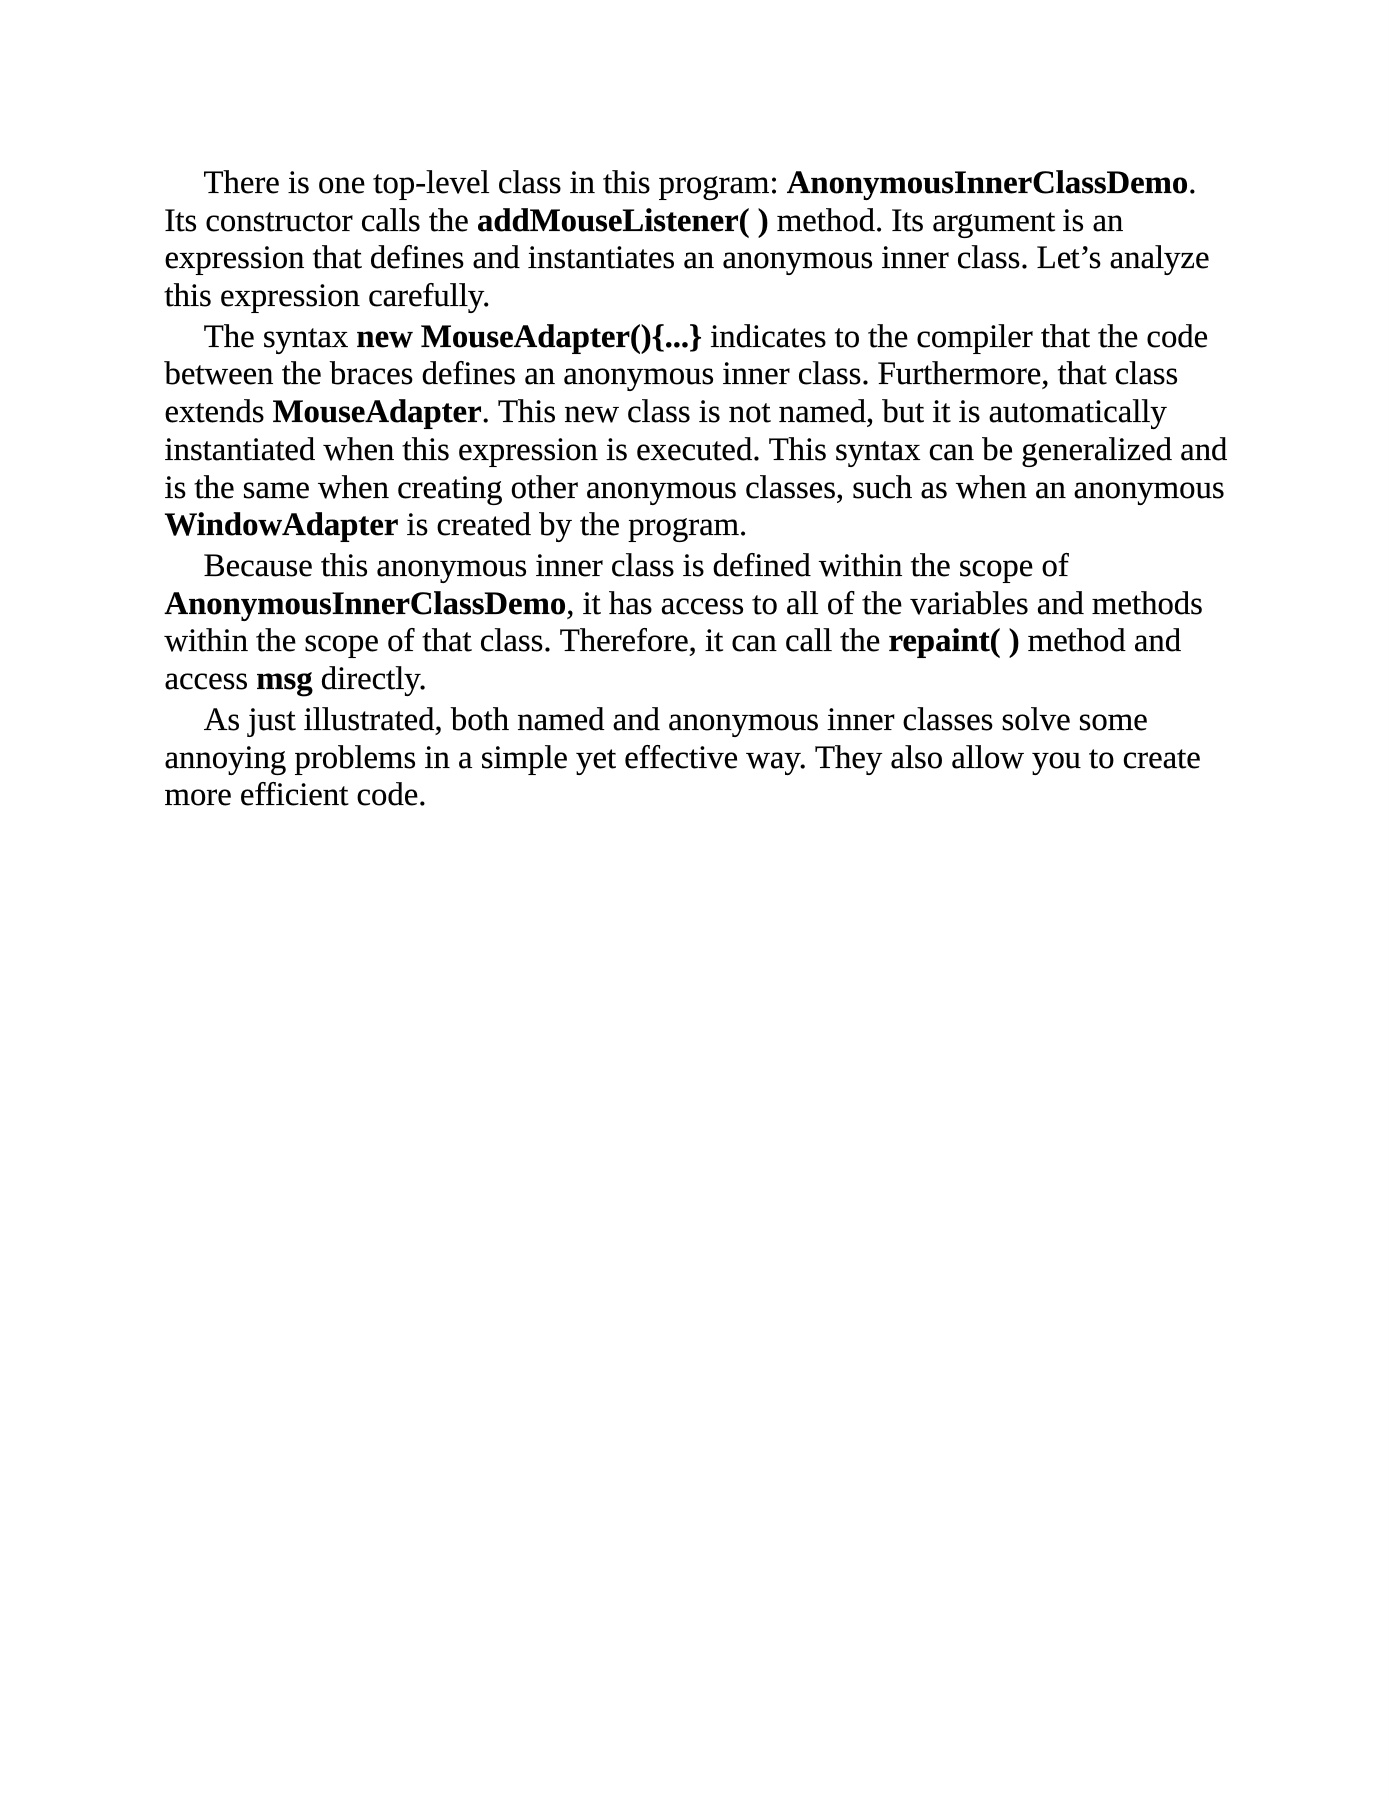 There is one top-level class in this program: AnonymousInnerClassDemo.
Its constructor calls the addMouseListener( ) method. Its argument is an
expression that defines and instantiates an anonymous inner class. Let’s analyze
this expression carefully.
The syntax new MouseAdapter(){...} indicates to the compiler that the code
between the braces defines an anonymous inner class. Furthermore, that class
extends MouseAdapter. This new class is not named, but it is automatically
instantiated when this expression is executed. This syntax can be generalized and
is the same when creating other anonymous classes, such as when an anonymous
WindowAdapter is created by the program.
Because this anonymous inner class is defined within the scope of
AnonymousInnerClassDemo, it has access to all of the variables and methods
within the scope of that class. Therefore, it can call the repaint( ) method and
access msg directly.
As just illustrated, both named and anonymous inner classes solve some
annoying problems in a simple yet effective way. They also allow you to create
more efficient code.